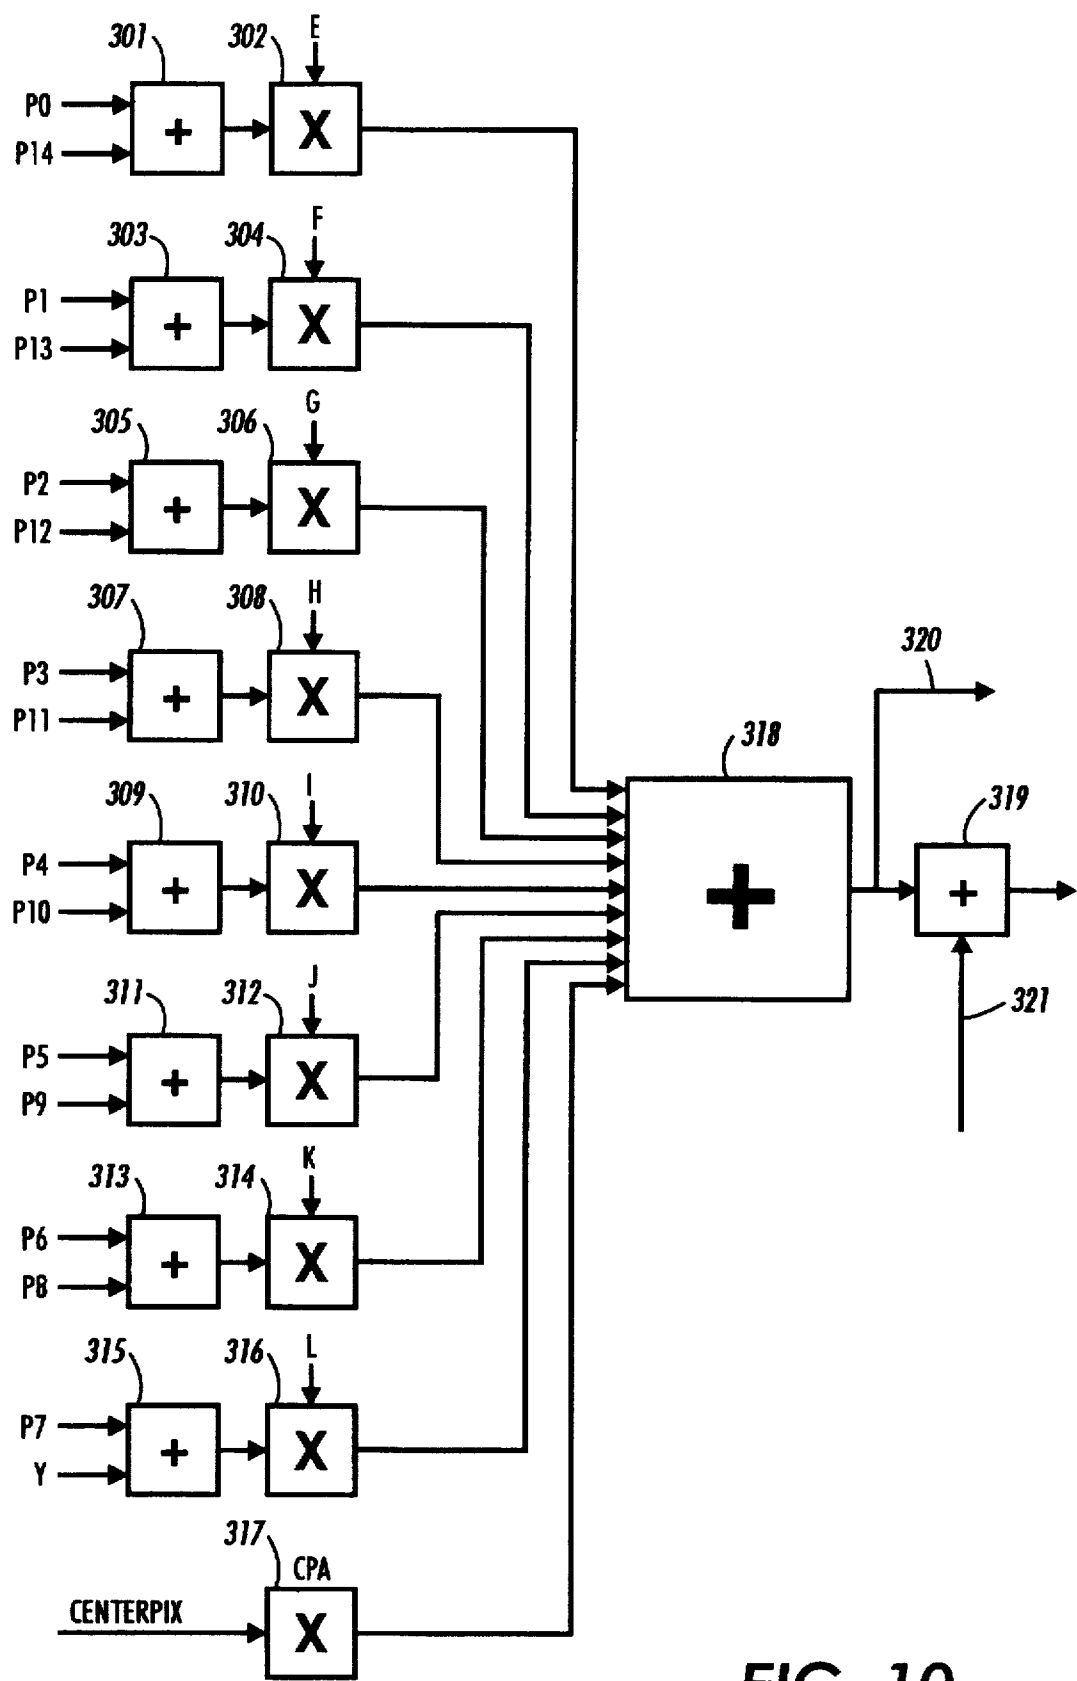 301 302 E
P0
P14
+ X
303 304 F
P1
P13
+ X
305 306 G
P2
P12
+ X
307 308 H
P3
P11
+ X
309 310 I
P4
P10
+ X
311 312 J
P5
P9
+ X
313 314 K
P6
P8
+ X
315 316 L
P7
Y
+ X
317 CPA
CENTERPIX
X
318
+
320
319
+
321
FIG.